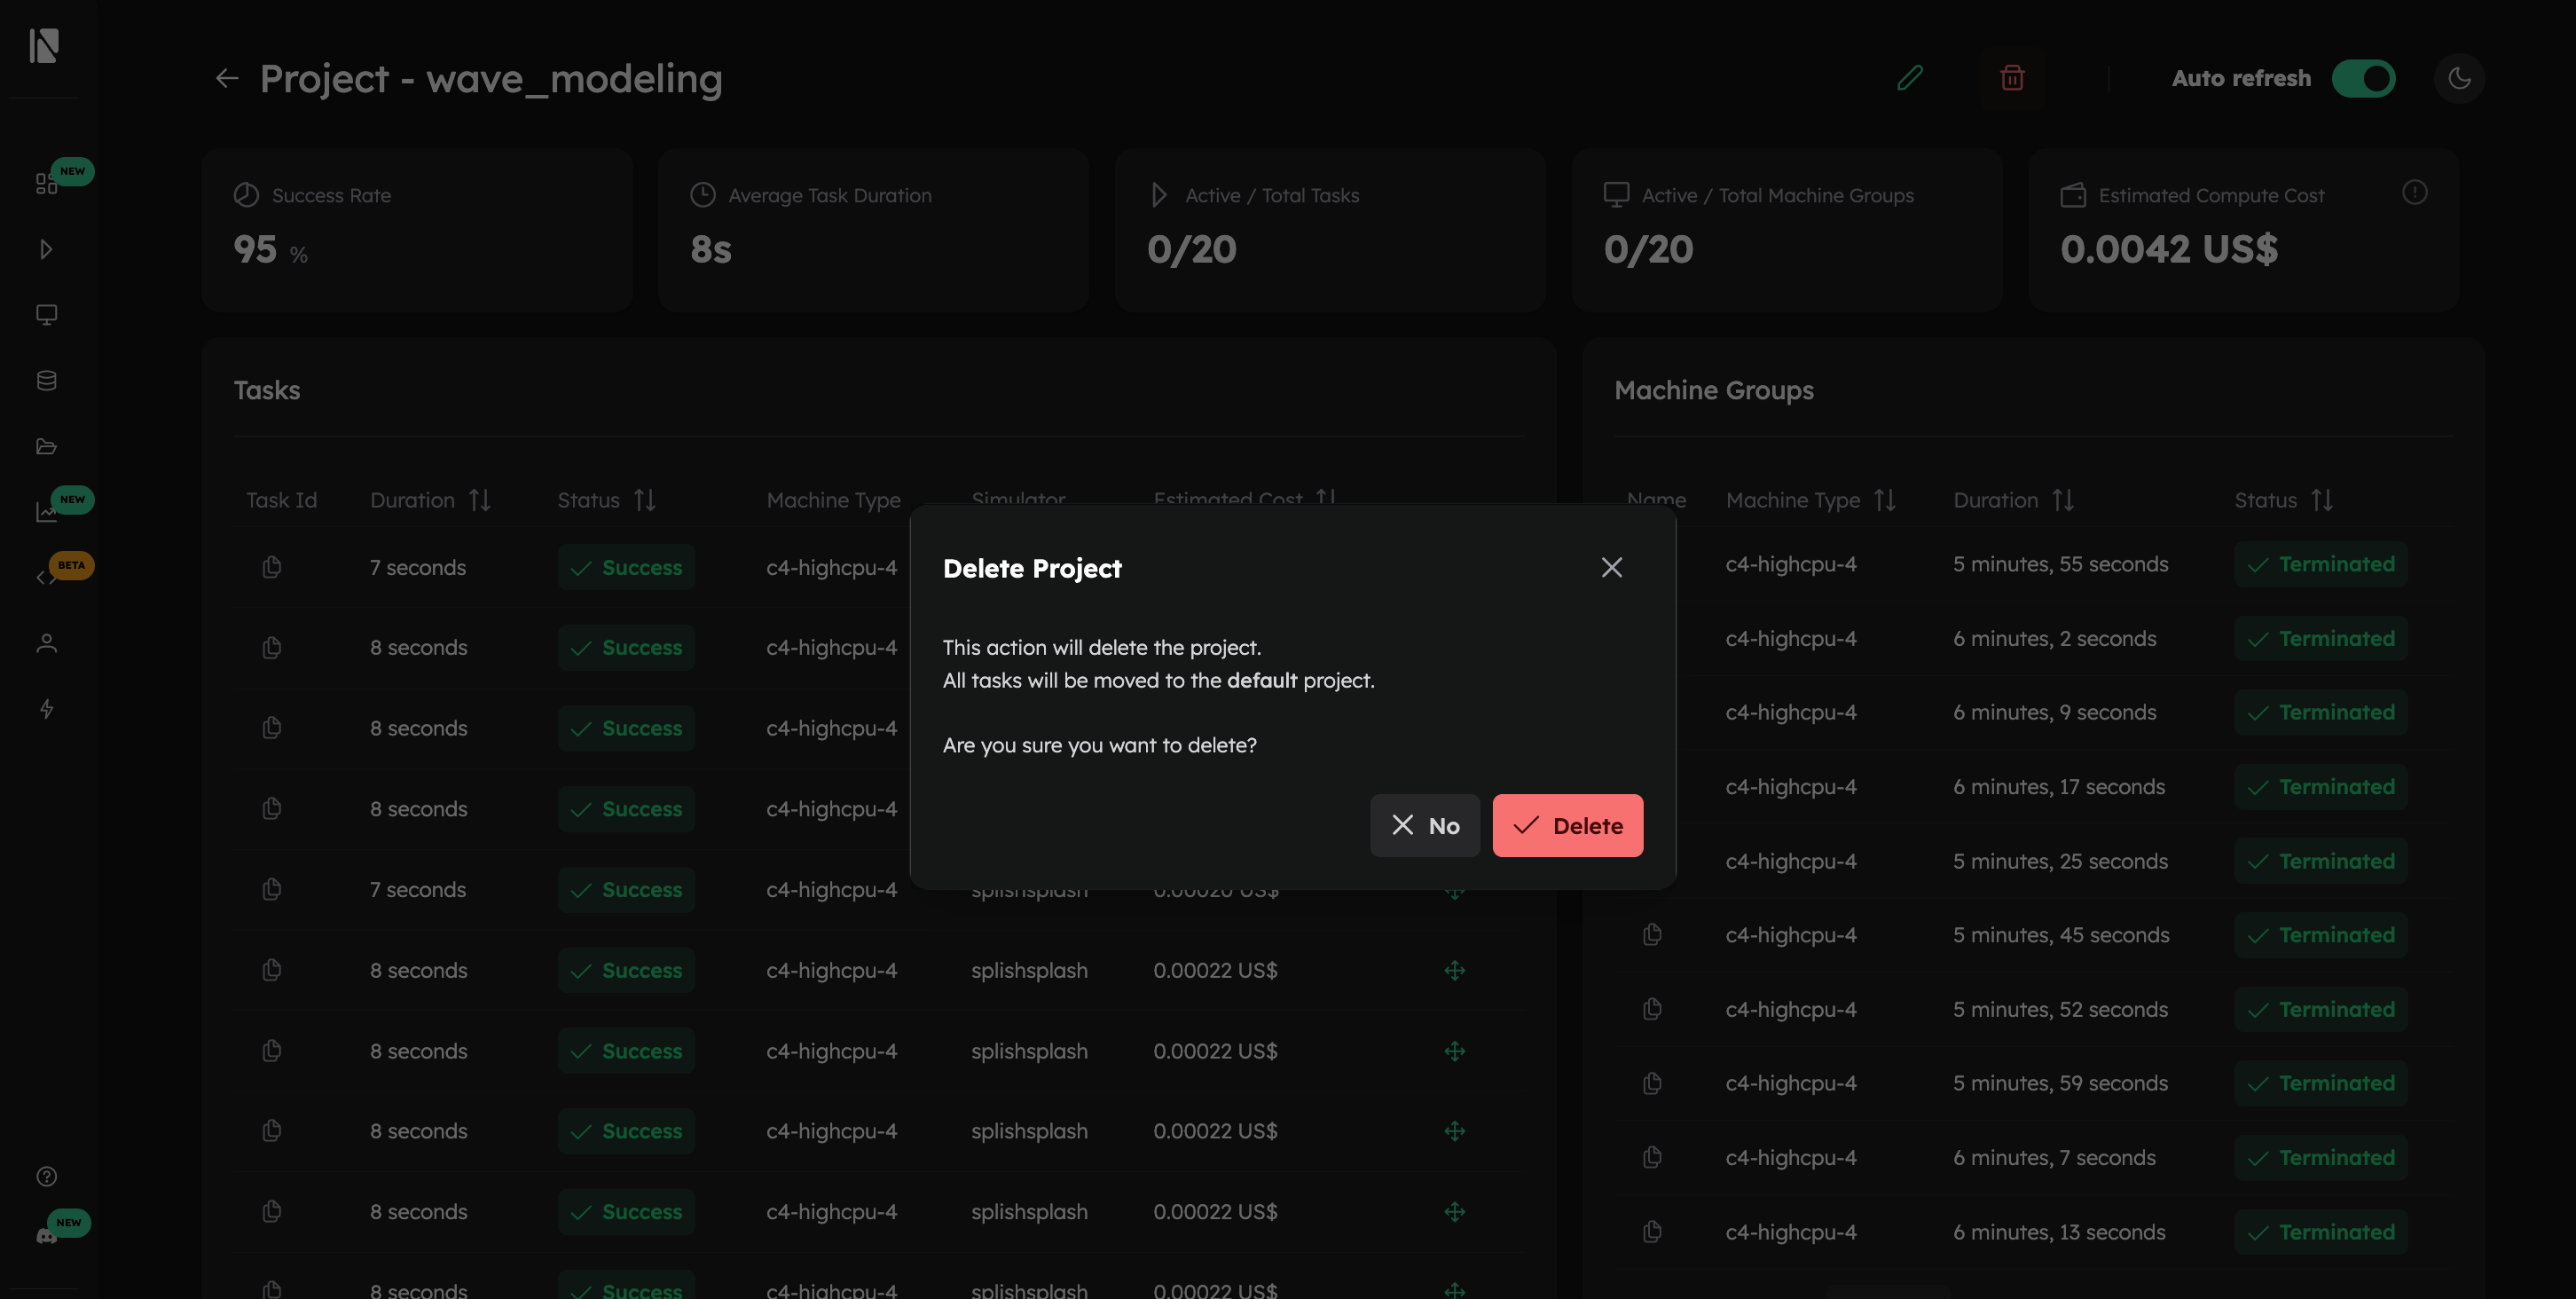 Project - wave_modeling
Auto refresh
NEW
NEW
BETA
NEW
Success Rate
95 %
Average Task Duration
8s
Active / Total Tasks
0/20
Active / Total Machine Groups
0/20
Estimated Compute Cost
0.0042 US$
Tasks
Task Id Duration Status Machine Type Simulator Estimated Cost
7 seconds Success c4-highcpu-4
8 seconds Success c4-highcpu-4
8 seconds Success c4-highcpu-4
8 seconds Success c4-highcpu-4
7 seconds Success c4-highcpu-4 splishsplash 0.00020 US$
8 seconds Success c4-highcpu-4 splishsplash 0.00022 US$
8 seconds Success c4-highcpu-4 splishsplash 0.00022 US$
8 seconds Success c4-highcpu-4 splishsplash 0.00022 US$
8 seconds Success c4-highcpu-4 splishsplash 0.00022 US$
8 seconds Success c4-highcpu-4 splishsplash 0.00022 US$
Machine Groups
Name Machine Type Duration Status
c4-highcpu-4 5 minutes, 55 seconds Terminated
c4-highcpu-4 6 minutes, 2 seconds Terminated
c4-highcpu-4 6 minutes, 9 seconds Terminated
c4-highcpu-4 6 minutes, 17 seconds Terminated
c4-highcpu-4 5 minutes, 25 seconds Terminated
c4-highcpu-4 5 minutes, 45 seconds Terminated
c4-highcpu-4 5 minutes, 52 seconds Terminated
c4-highcpu-4 5 minutes, 59 seconds Terminated
c4-highcpu-4 6 minutes, 7 seconds Terminated
c4-highcpu-4 6 minutes, 13 seconds Terminated
Delete Project
This action will delete the project.
All tasks will be moved to the default project.
Are you sure you want to delete?
No
Delete